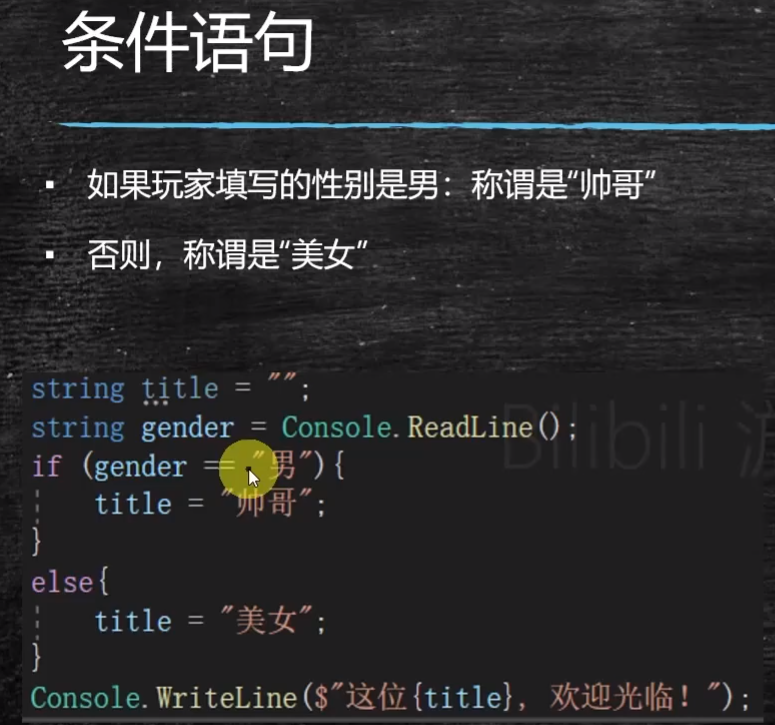 条件语句
▪ 如果玩家填写的性别是男：称谓是“帅哥”
▪ 否则，称谓是“美女”
string title = "";
string gender = Console.ReadLine();
if (gender == "男"){
    title = "帅哥";
}
else{
    title = "美女";
}
Console.WriteLine($"这位{title}, 欢迎光临! ");
Bilibili